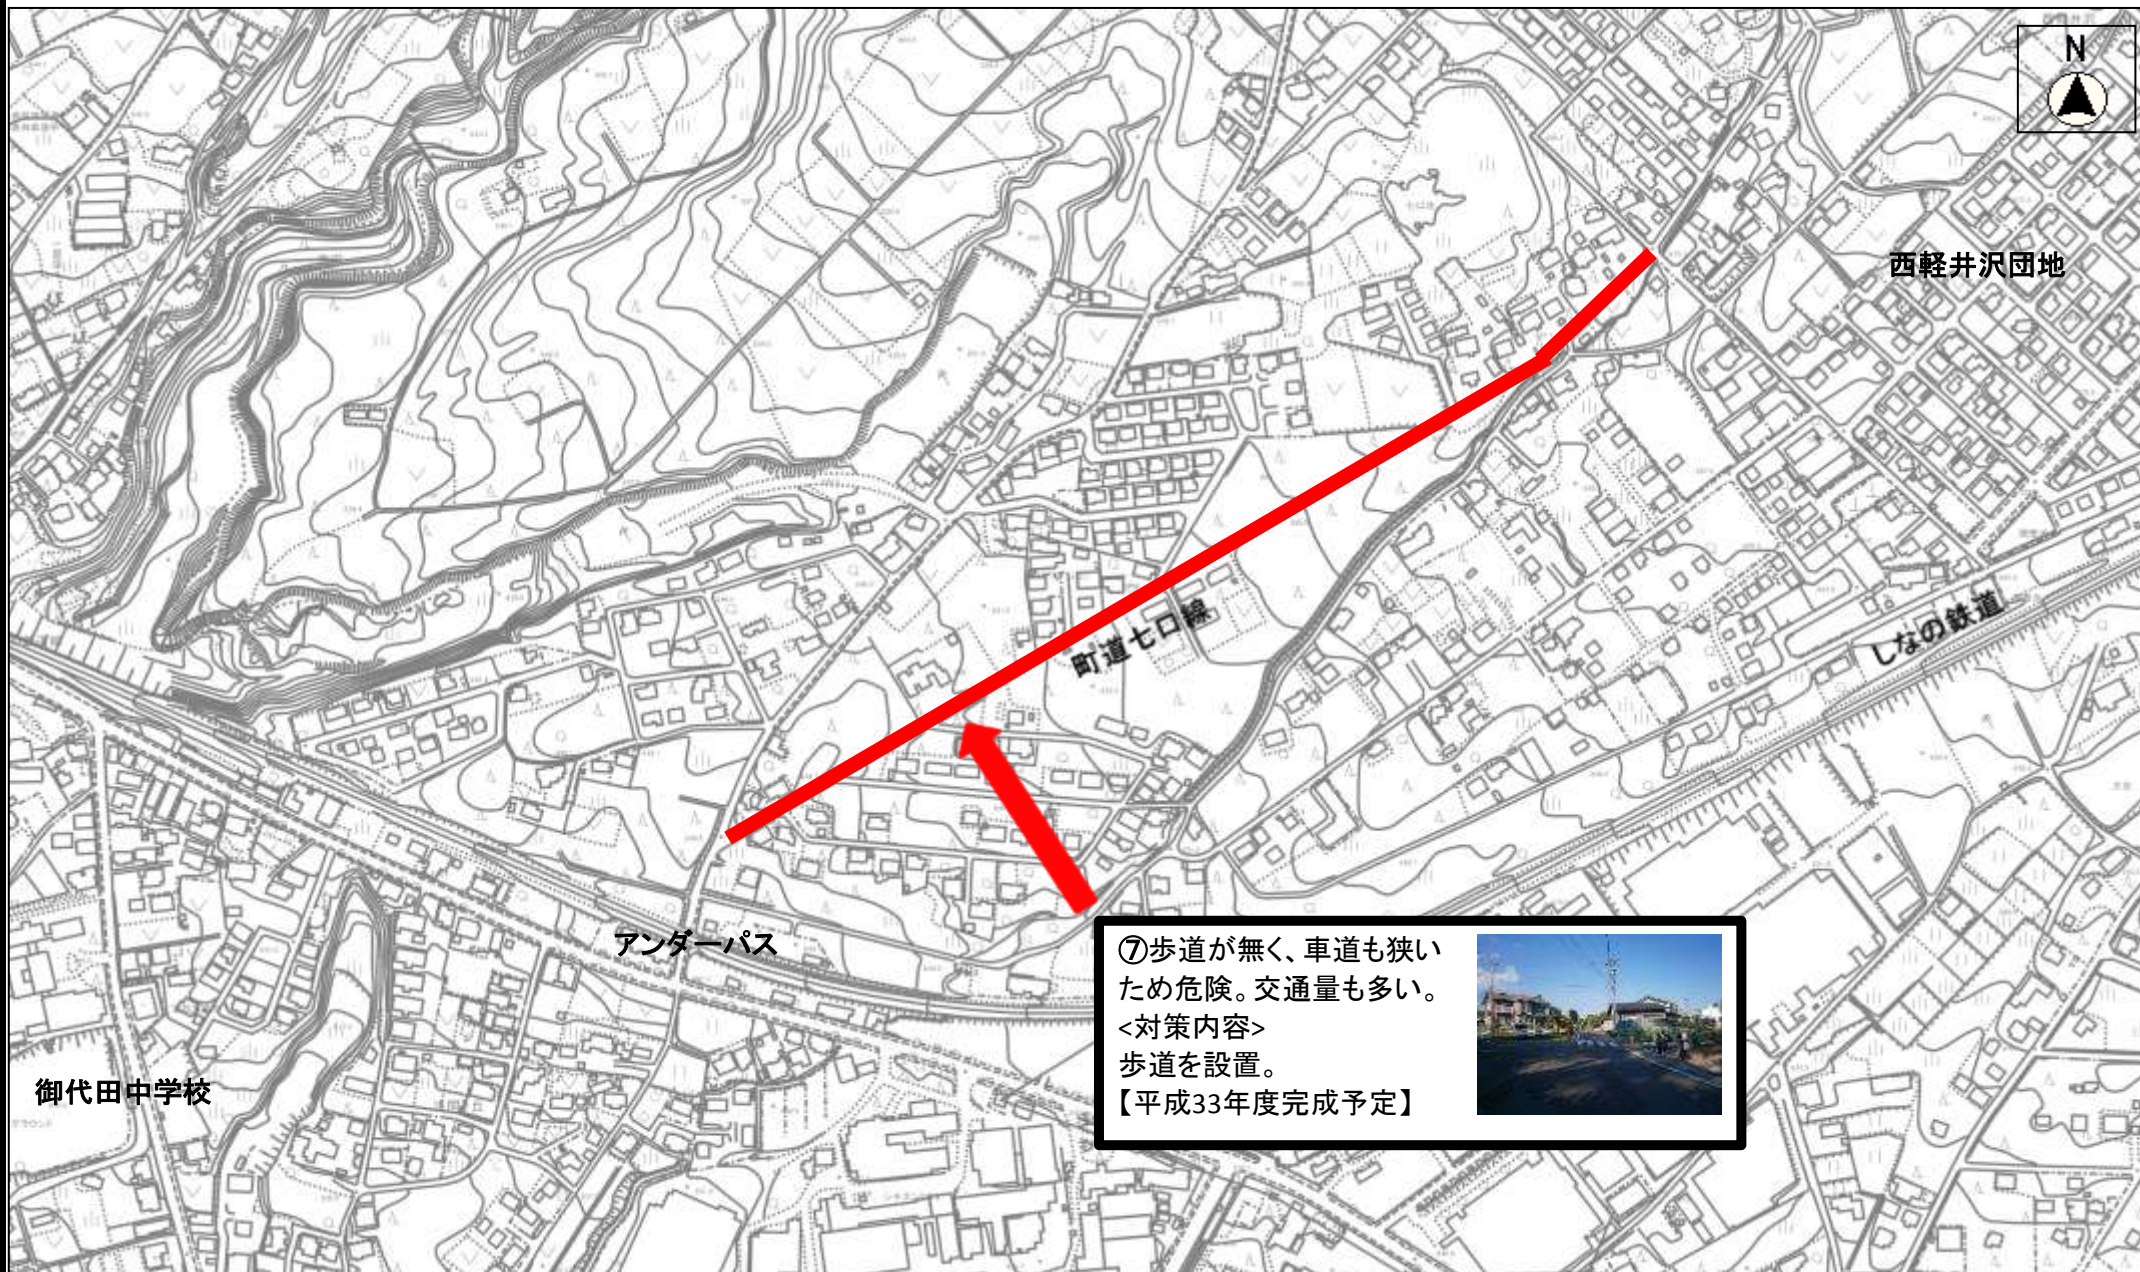 N
西軽井沢団地
町道七口線
しなの鉄道
アンダーパス
御代田中学校
⑦歩道が無く、車道も狭い
ため危険。交通量も多い。
<対策内容>
歩道を設置。
【平成33年度完成予定】